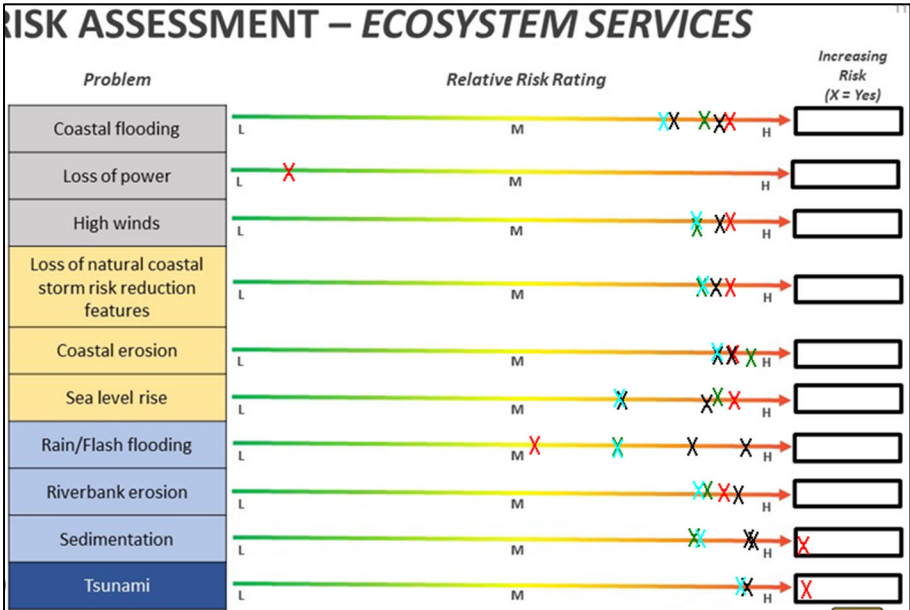 RISK ASSESSMENT – ECOSYSTEM SERVICES
Problem
Relative Risk Rating
Increasing
Risk
(X = Yes)
Coastal flooding
L M H
Loss of power
L M H
High winds
L M H
Loss of natural coastal
storm risk reduction
features
L M H
Coastal erosion
L M H
Sea level rise
L M H
Rain/Flash flooding
L M H
Riverbank erosion
L M H
Sedimentation
L M H
Tsunami
L M H